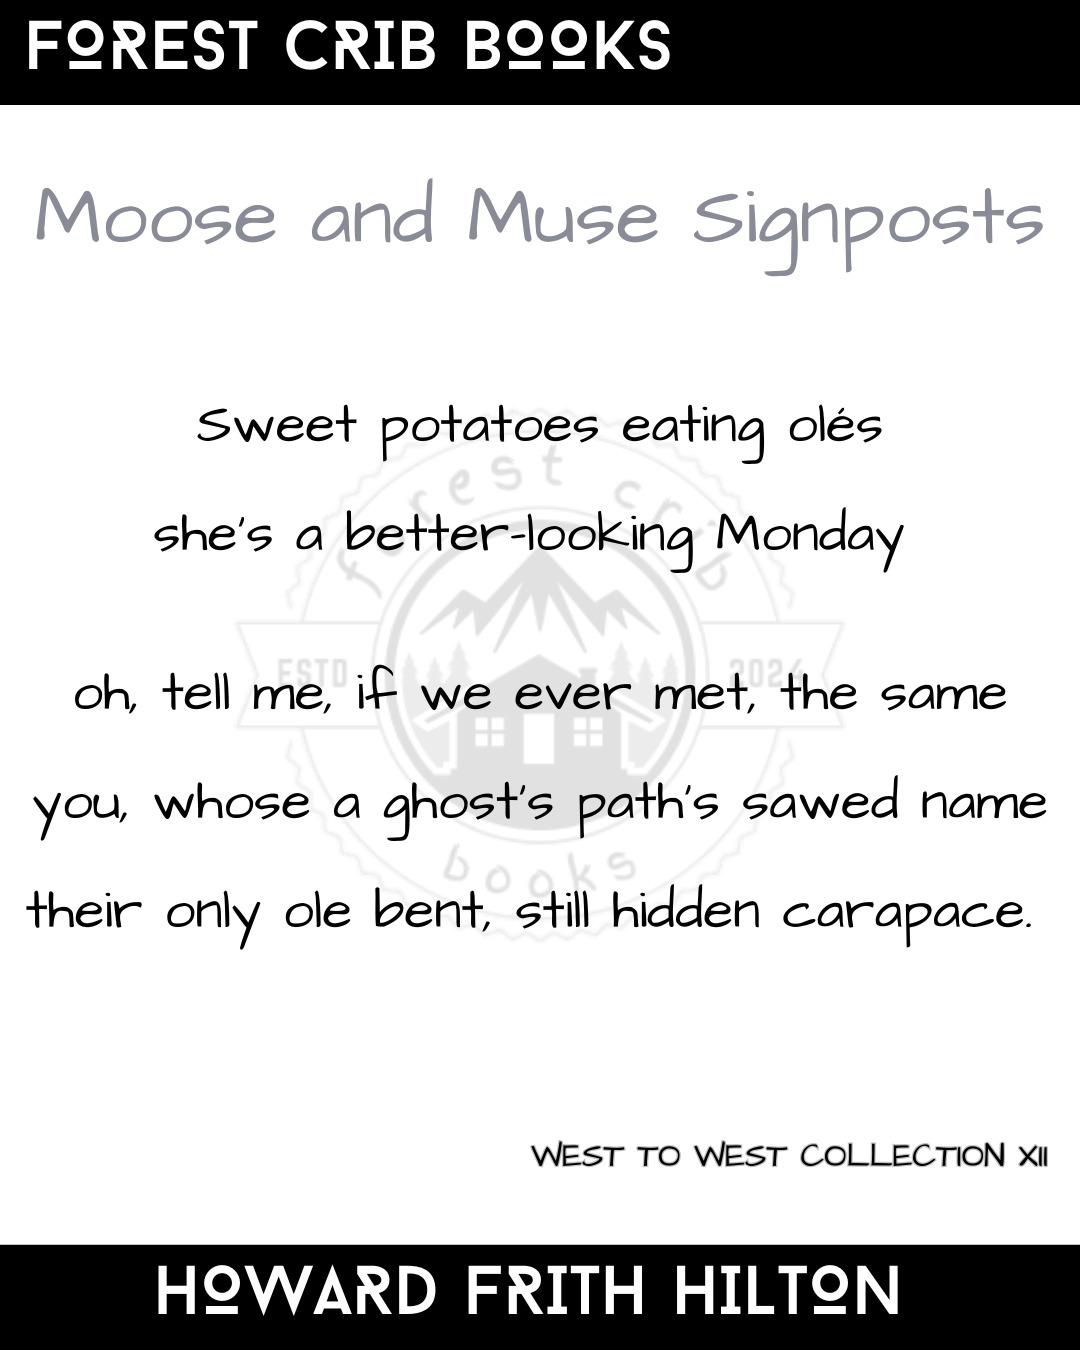 FOREST CRIB BOOKS
Moose and Muse Signposts
Sweet potatoes eating olés
she's a better-looking Monday
oh, tell me, if we ever met, the same
you, whose a ghost's path's sawed name
their only ole bent, still hidden carapace.
forest crib
ESTD 2024
books
WEST TO WEST COLLECTION XII
HOWARD FRITH HILTON